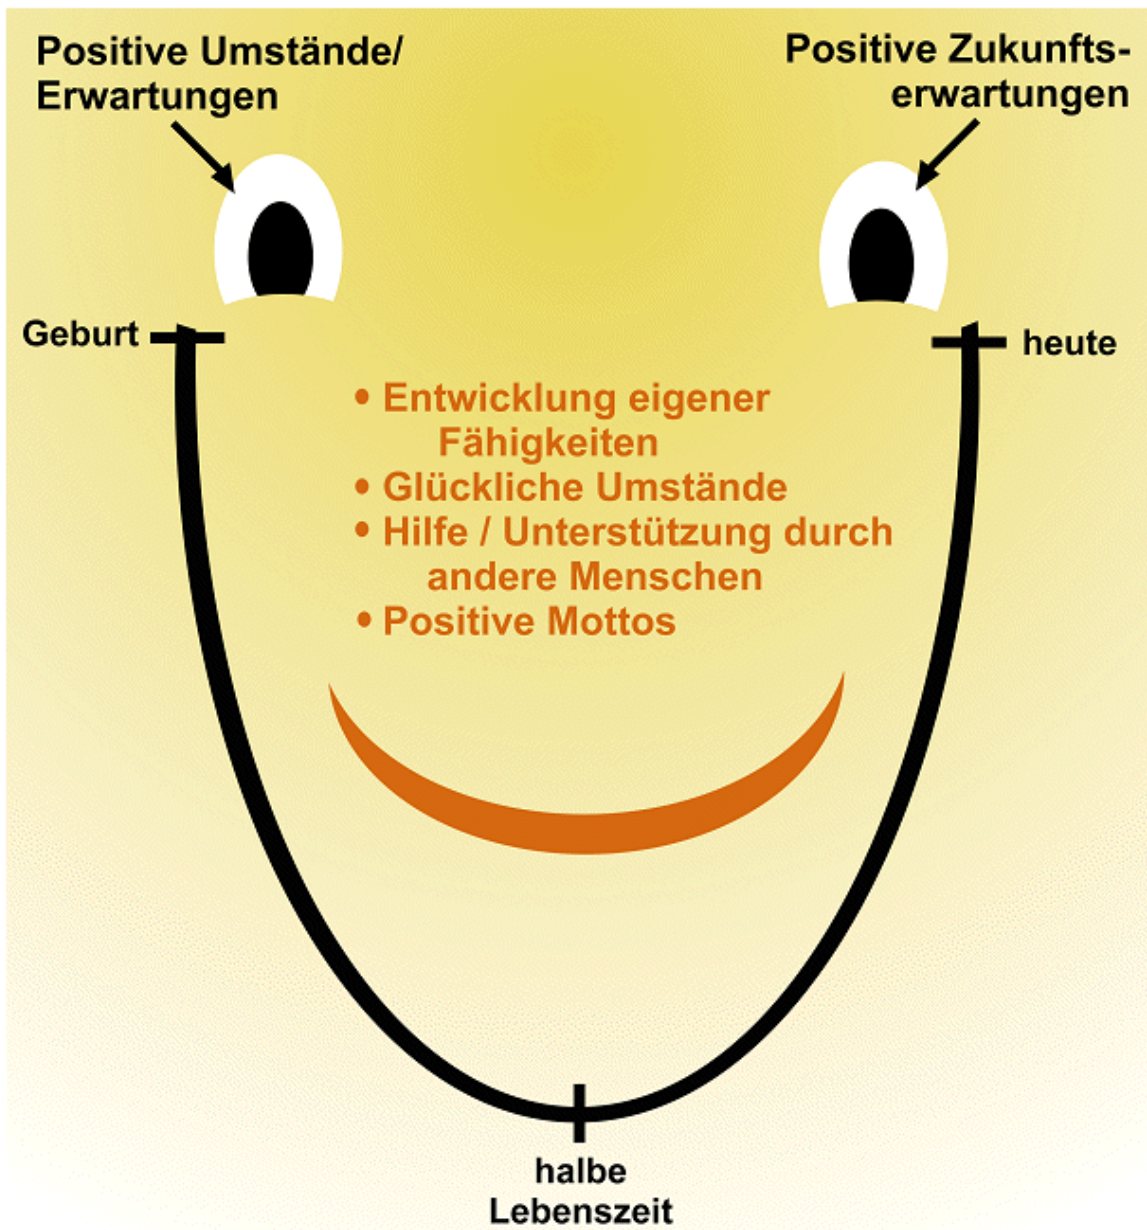 Positive Umstände/
Erwartungen
Positive Zukunfts-
erwartungen
Geburt
heute
• Entwicklung eigener
Fähigkeiten
• Glückliche Umstände
• Hilfe / Unterstützung durch
andere Menschen
• Positive Mottos
halbe
Lebenszeit